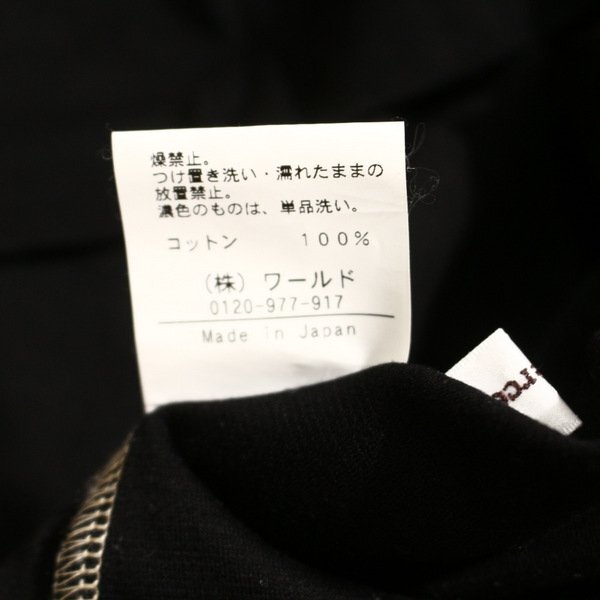 燥禁止。
つけ置き洗い・濡れたままの
放置禁止。
濃色のものは、単品洗い。
コットン 100%
(株) ワールド
0120-977-917
Made in Japan